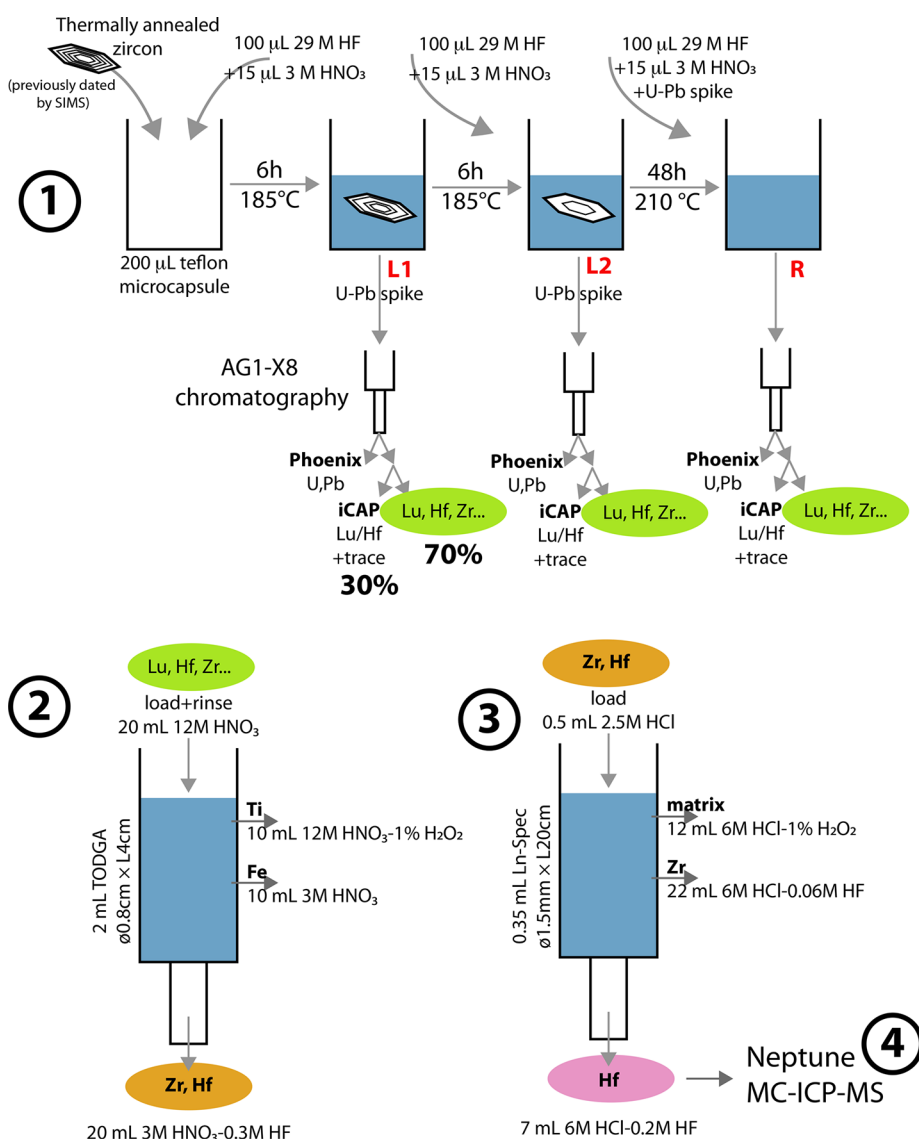 Thermally annealed
zircon
(previously dated
by SIMS)
100 μL 29 M HF
+15 μL 3 M HNO₃
100 μL 29 M HF
+15 μL 3 M HNO₃
100 μL 29 M HF
+15 μL 3 M HNO₃
+U-Pb spike
1
6h
185°C
6h
185°C
48h
210 °C
200 μL teflon
microcapsule
L1
U-Pb spike
L2
U-Pb spike
R
AG1-X8
chromatography
Phoenix
U,Pb
iCAP
Lu/Hf
+trace
30%
Lu, Hf, Zr...
70%
Phoenix
U,Pb
iCAP
Lu/Hf
+trace
Lu, Hf, Zr...
Phoenix
U,Pb
iCAP
Lu/Hf
+trace
Lu, Hf, Zr...
2
Lu, Hf, Zr...
load+rinse
20 mL 12M HNO₃
2 mL TODGA
ø0.8cm × L4cm
Ti
10 mL 12M HNO₃-1% H₂O₂
Fe
10 mL 3M HNO₃
Zr, Hf
20 mL 3M HNO₃-0.3M HF
3
Zr, Hf
load
0.5 mL 2.5M HCl
0.35 mL Ln-Spec
ø1.5mm × L20cm
matrix
12 mL 6M HCl-1% H₂O₂
Zr
22 mL 6M HCl-0.06M HF
Hf
7 mL 6M HCl-0.2M HF
4
Neptune
MC-ICP-MS